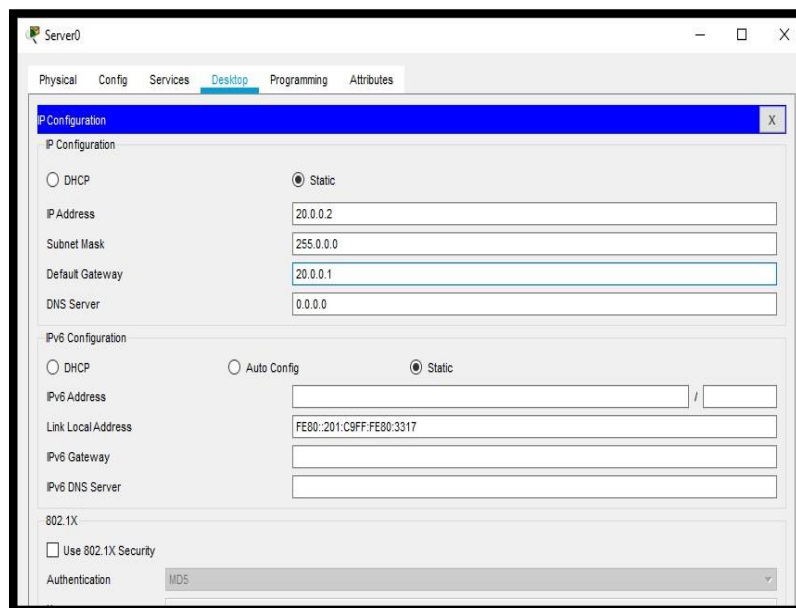 Server0
Physical Config Services Desktop Programming Attributes
IP Configuration X
IP Configuration
DHCP Static
IP Address 20.0.0.2
Subnet Mask 255.0.0.0
Default Gateway 20.0.0.1
DNS Server 0.0.0.0
IPv6 Configuration
DHCP Auto Config Static
IPv6 Address /
Link Local Address FE80::201:C9FF:FE80:3317
IPv6 Gateway
IPv6 DNS Server
802.1X
Use 802.1X Security
Authentication MD5